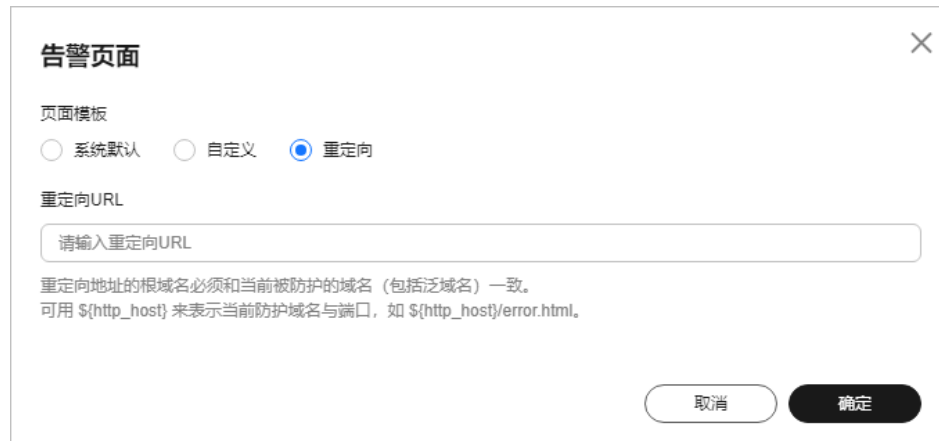 告警页面
页面模板
系统默认 自定义 重定向
重定向URL
请输入重定向URL
重定向地址的根域名必须和当前被防护的域名（包括泛域名）一致。
可用 ${http_host} 来表示当前防护域名与端口，如 ${http_host}/error.html。
取消 确定